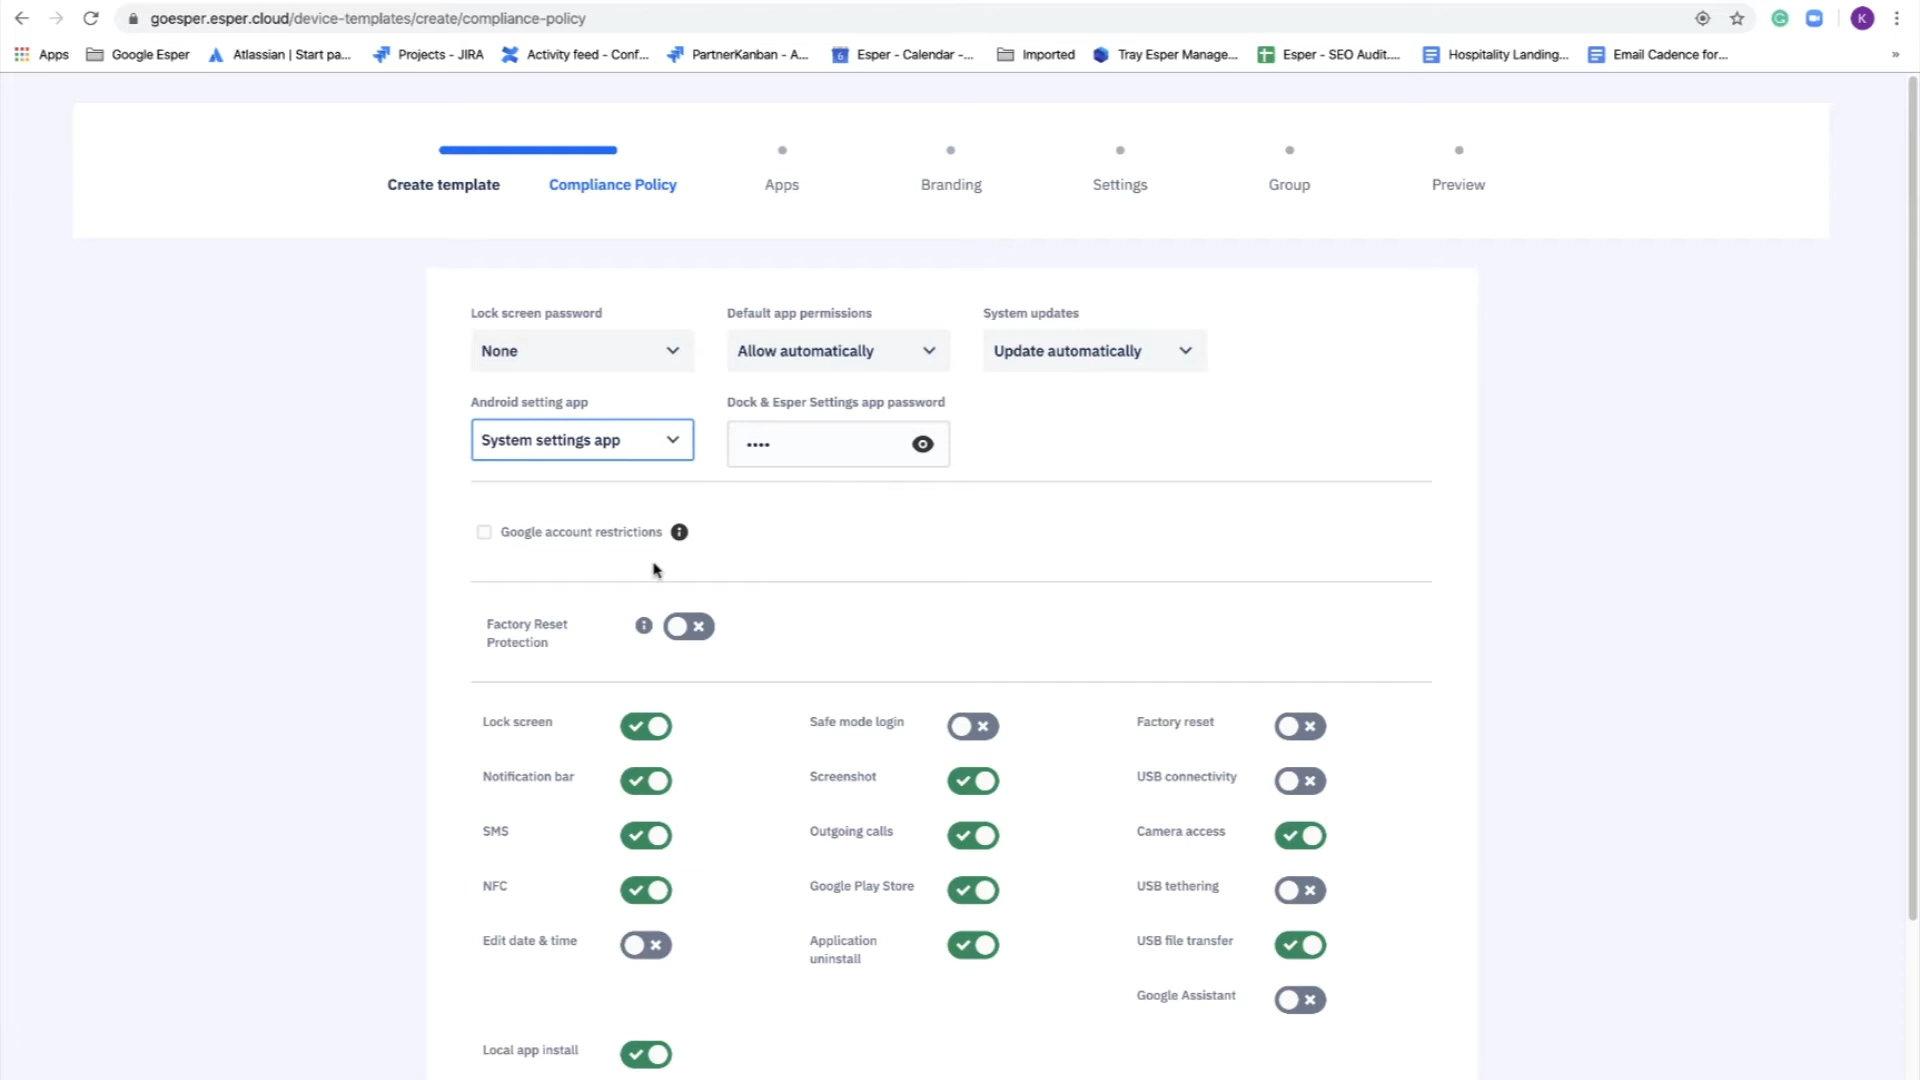 goesper.esper.cloud/device-templates/create/compliance-policy
K
Apps Google Esper Atlassian | Start pa... Projects - JIRA Activity feed - Conf... PartnerKanban - A... Esper - Calendar -... Imported Tray Esper Manage... Esper - SEO Audit.... Hospitality Landing... Email Cadence for... »
Create template Compliance Policy Apps Branding Settings Group Preview
Lock screen password Default app permissions System updates
None Allow automatically Update automatically
Android setting app Dock & Esper Settings app password
System settings app ••••
Google account restrictions
Factory Reset
Protection
Lock screen Safe mode login Factory reset
Notification bar Screenshot USB connectivity
SMS Outgoing calls Camera access
NFC Google Play Store USB tethering
Edit date & time Application uninstall USB file transfer
Google Assistant
Local app install